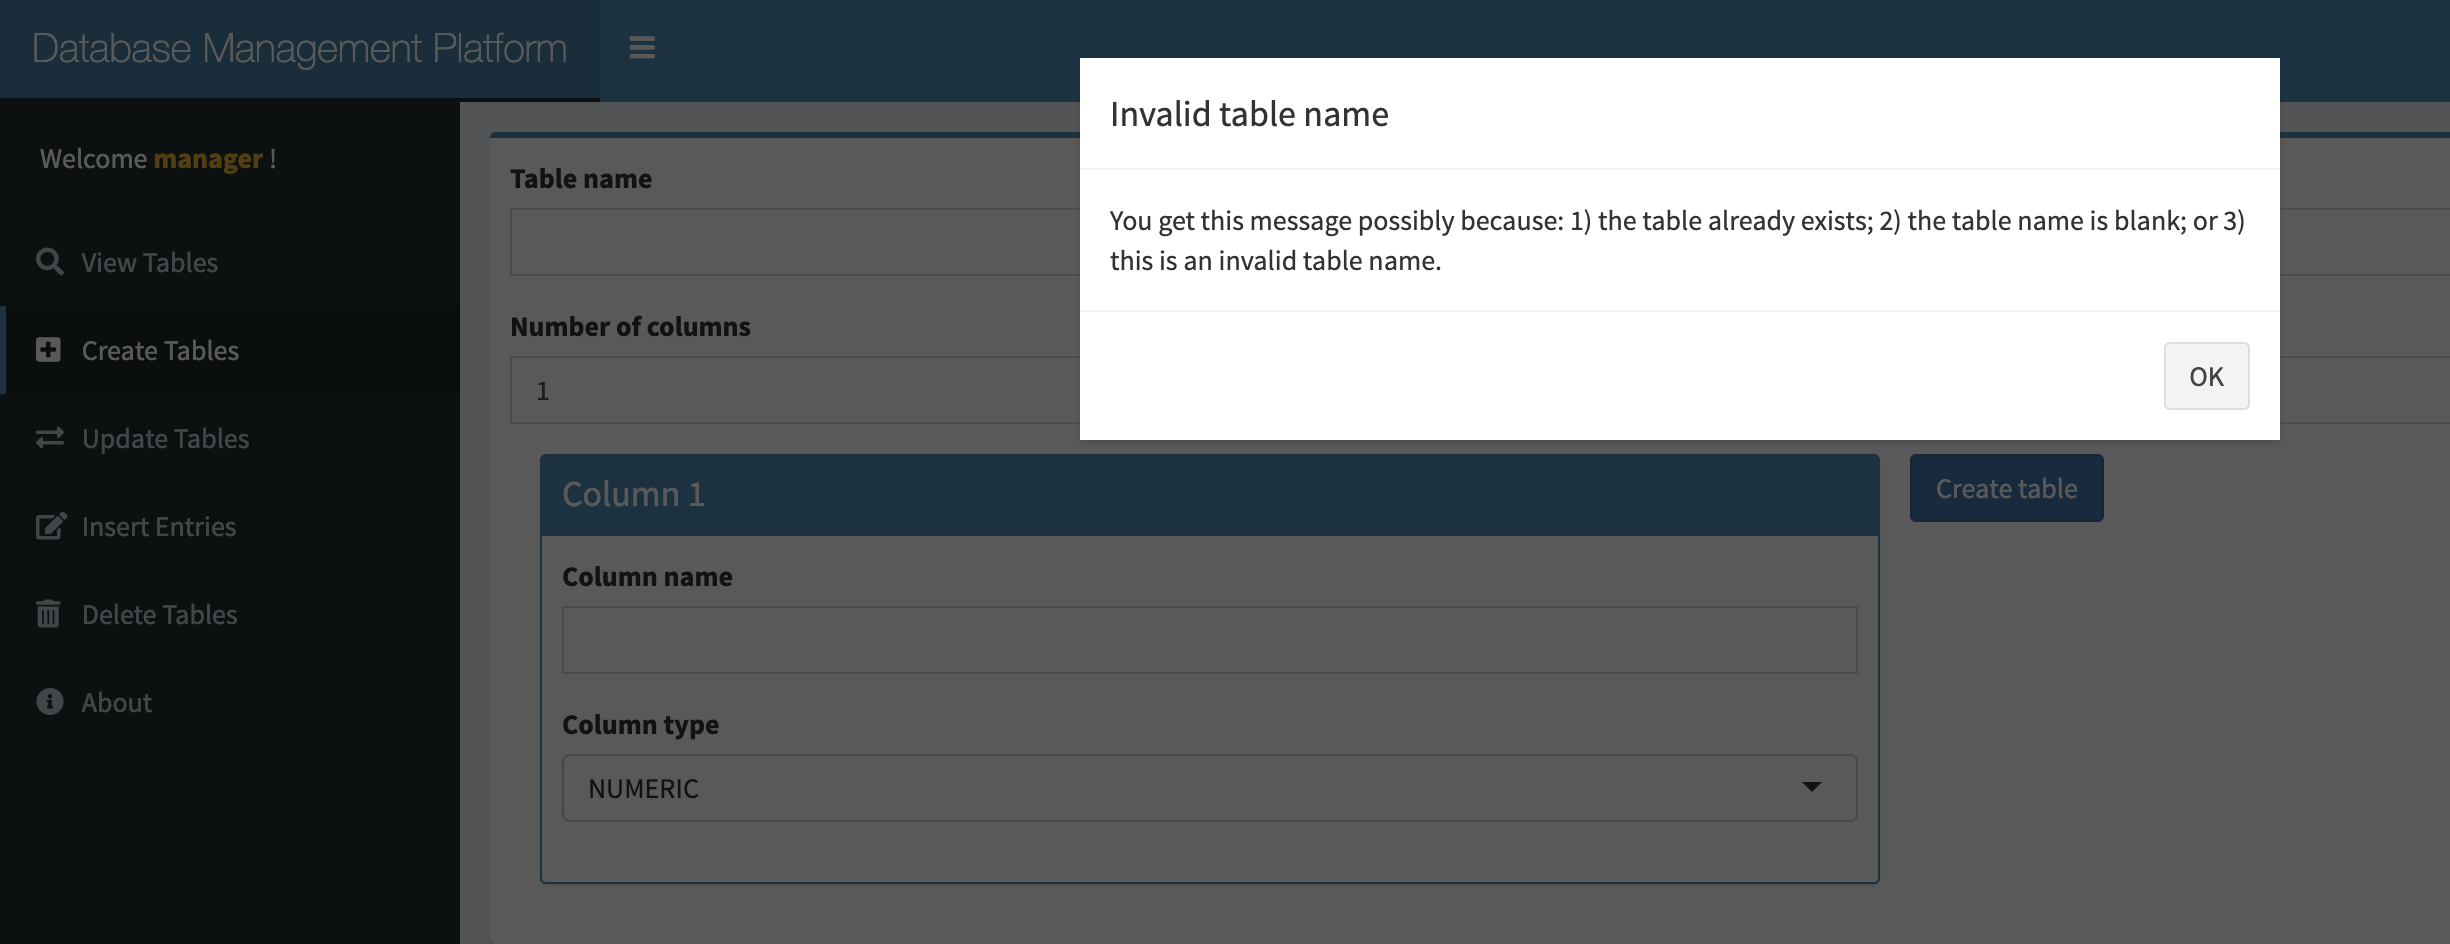 Database Management Platform
Welcome manager !
View Tables
Create Tables
Update Tables
Insert Entries
Delete Tables
About
Table name
Number of columns
1
Column 1
Column name
Column type
NUMERIC
Create table
Invalid table name
You get this message possibly because: 1) the table already exists; 2) the table name is blank; or 3)
this is an invalid table name.
OK